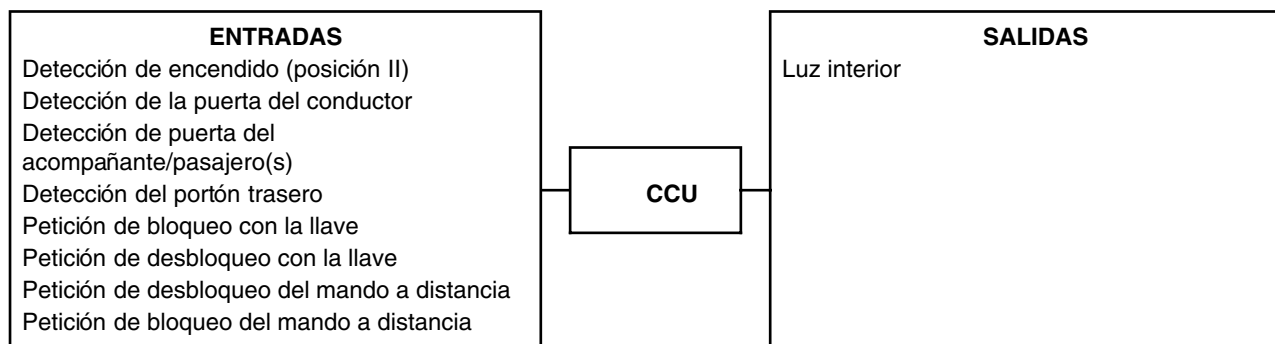 ENTRADAS
Detección de encendido (posición II)
Detección de la puerta del conductor
Detección de puerta del
acompañante/pasajero(s)
Detección del portón trasero
Petición de bloqueo con la llave
Petición de desbloqueo con la llave
Petición de desbloqueo del mando a distancia
Petición de bloqueo del mando a distancia
CCU
SALIDAS
Luz interior